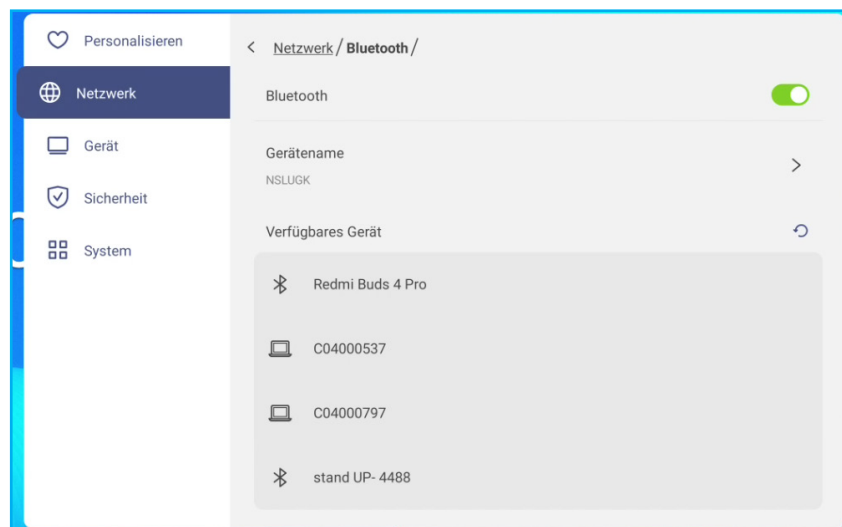 Personalisieren
Netzwerk
Gerät
Sicherheit
System
Netzwerk / Bluetooth /
Bluetooth
Gerätename
NSLUGK
Verfügbares Gerät
Redmi Buds 4 Pro
C04000537
C04000797
stand UP- 4488